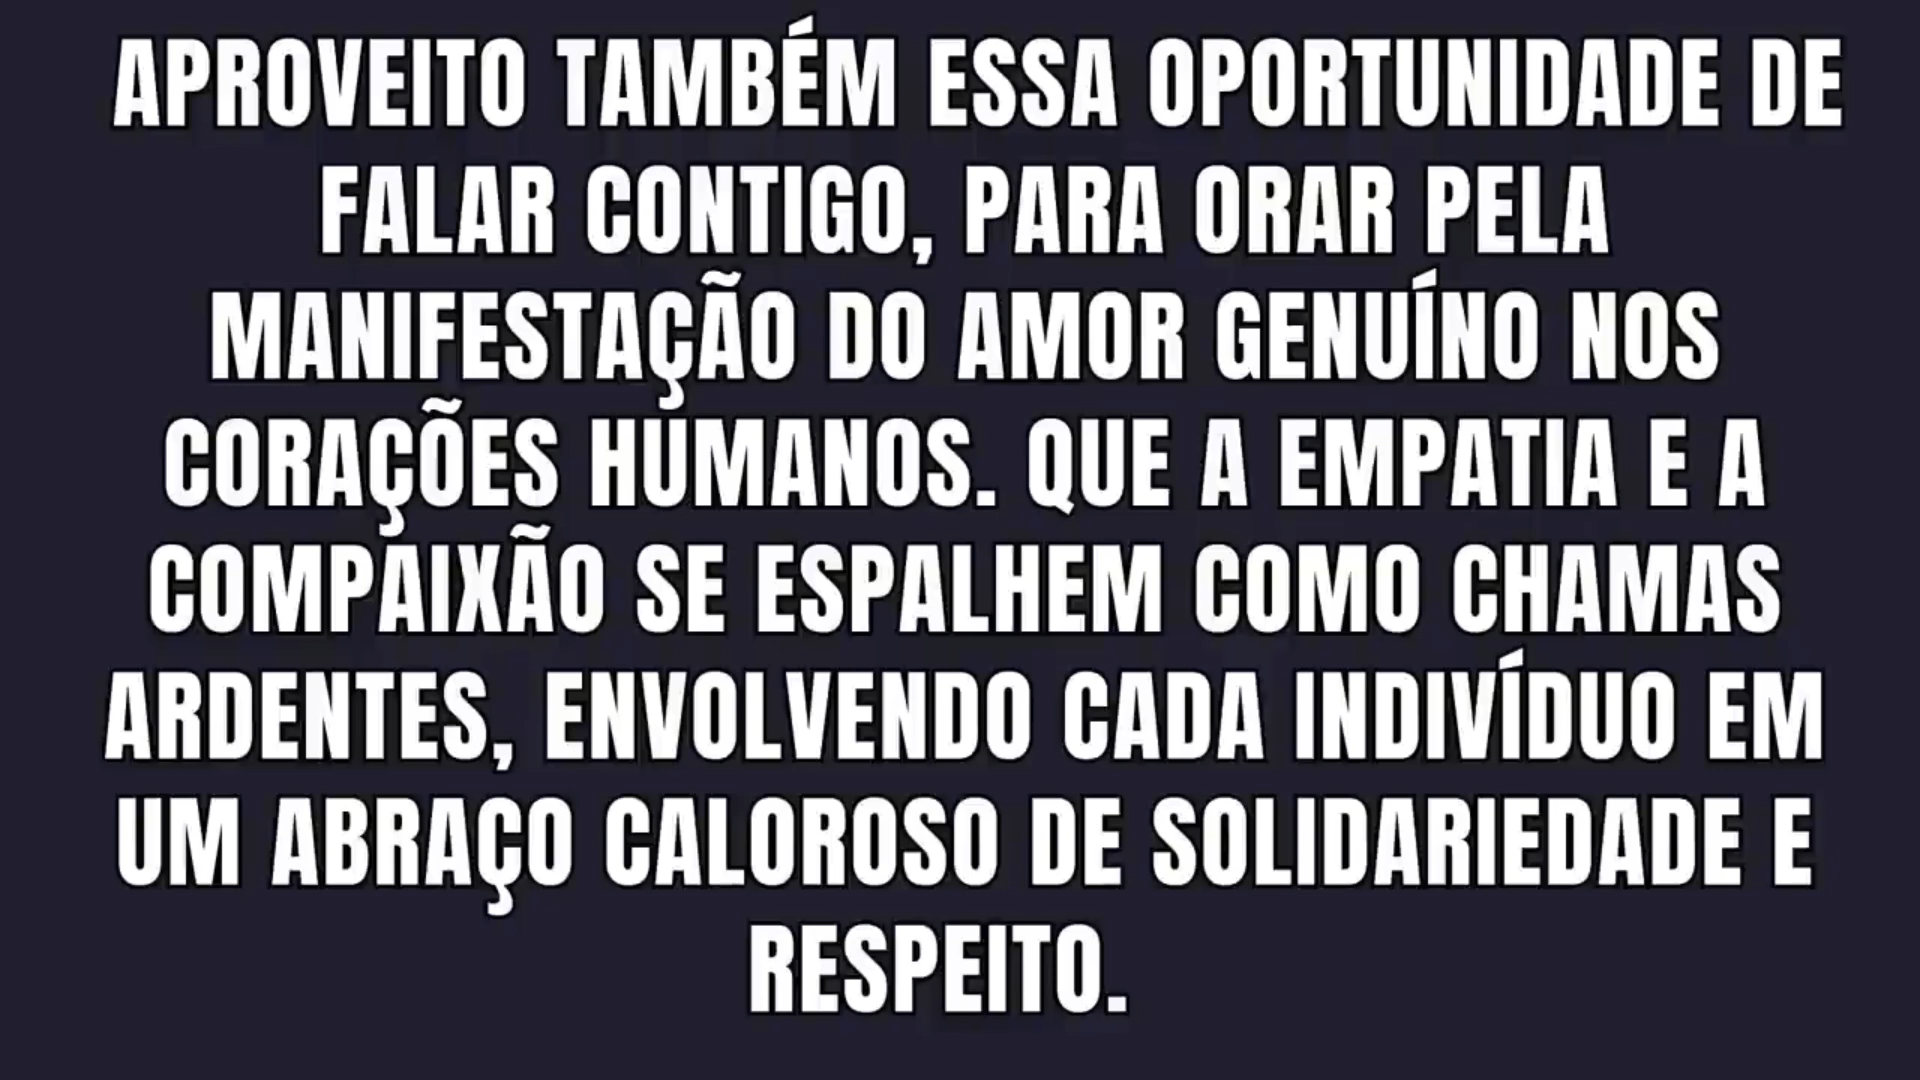 APROVEITO TAMBÉM ESSA OPORTUNIDADE DE
FALAR CONTIGO, PARA ORAR PELA
MANIFESTAÇÃO DO AMOR GENUÍNO NOS
CORAÇÕES HUMANOS. QUE A EMPATIA E A
COMPAIXÃO SE ESPALHEM COMO CHAMAS
ARDENTES, ENVOLVENDO CADA INDIVÍDUO EM
UM ABRAÇO CALOROSO DE SOLIDARIEDADE E
RESPEITO.